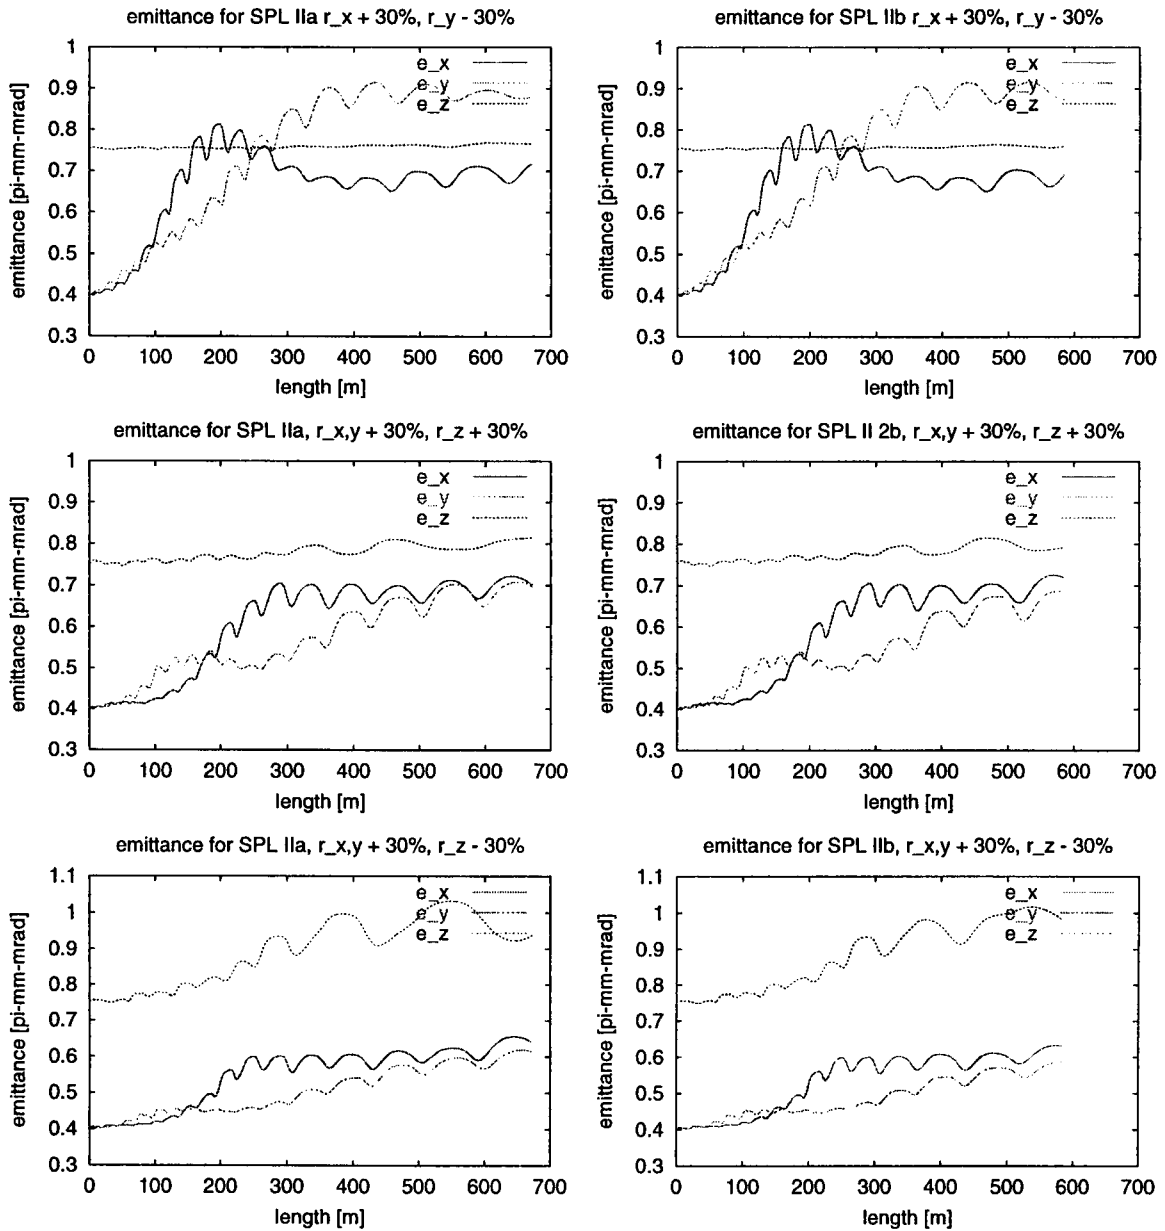 emittance for SPL IIa r_x + 30%, r_y - 30%
1
0.9
0.8
0.7
0.6
0.5
0.4
0.3
emittance [pi-mm-mrad]
e_x
e_y
e_z
0 100 200 300 400 500 600 700
length [m]
emittance for SPL IIb r_x + 30%, r_y - 30%
1
0.9
0.8
0.7
0.6
0.5
0.4
0.3
emittance [pi-mm-mrad]
e_x
e_y
e_z
0 100 200 300 400 500 600 700
length [m]
emittance for SPL IIa, r_x,y + 30%, r_z + 30%
1
0.9
0.8
0.7
0.6
0.5
0.4
0.3
emittance [pi-mm-mrad]
e_x
e_y
e_z
0 100 200 300 400 500 600 700
length [m]
emittance for SPL II 2b, r_x,y + 30%, r_z + 30%
1
0.9
0.8
0.7
0.6
0.5
0.4
0.3
emittance [pi-mm-mrad]
e_x
e_y
e_z
0 100 200 300 400 500 600 700
length [m]
emittance for SPL IIa, r_x,y + 30%, r_z - 30%
1.1
1
0.9
0.8
0.7
0.6
0.5
0.4
0.3
emittance [pi-mm-mrad]
e_x
e_y
e_z
0 100 200 300 400 500 600 700
length [m]
emittance for SPL IIb, r_x,y + 30%, r_z - 30%
1.1
1
0.9
0.8
0.7
0.6
0.5
0.4
0.3
emittance [pi-mm-mrad]
e_x
e_y
e_z
0 100 200 300 400 500 600 700
length [m]